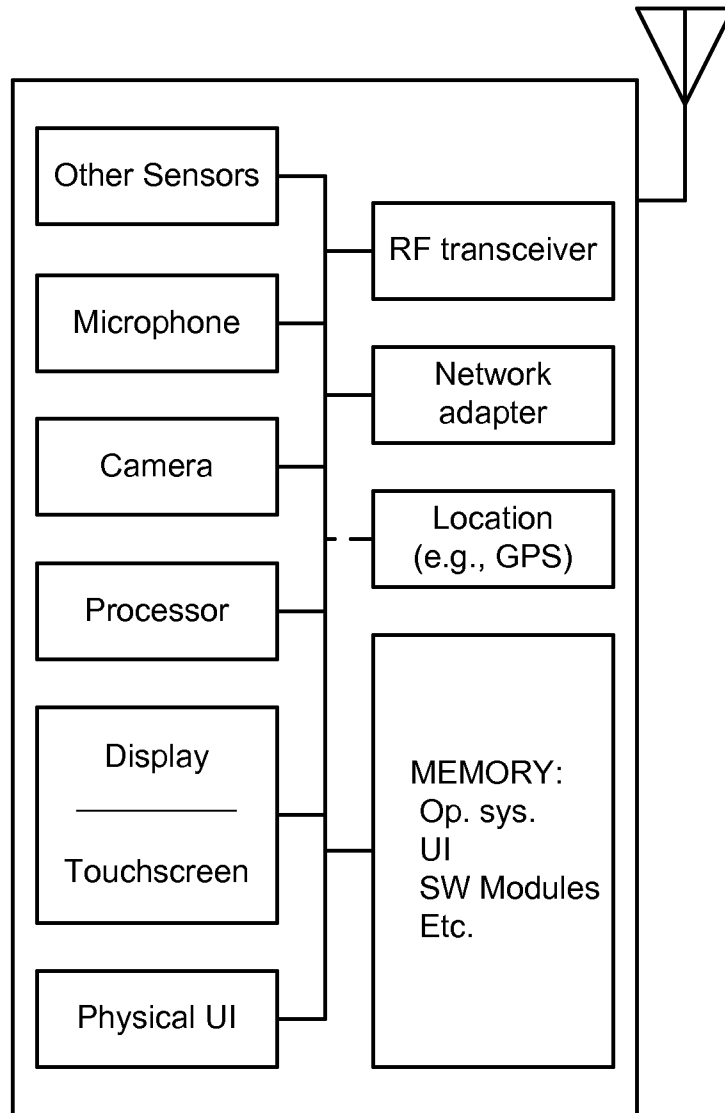 Other Sensors
RF transceiver
Microphone
Network
adapter
Camera
Location
(e.g., GPS)
Processor
Display
Touchscreen
MEMORY:
Op. sys.
UI
SW Modules
Etc.
Physical UI